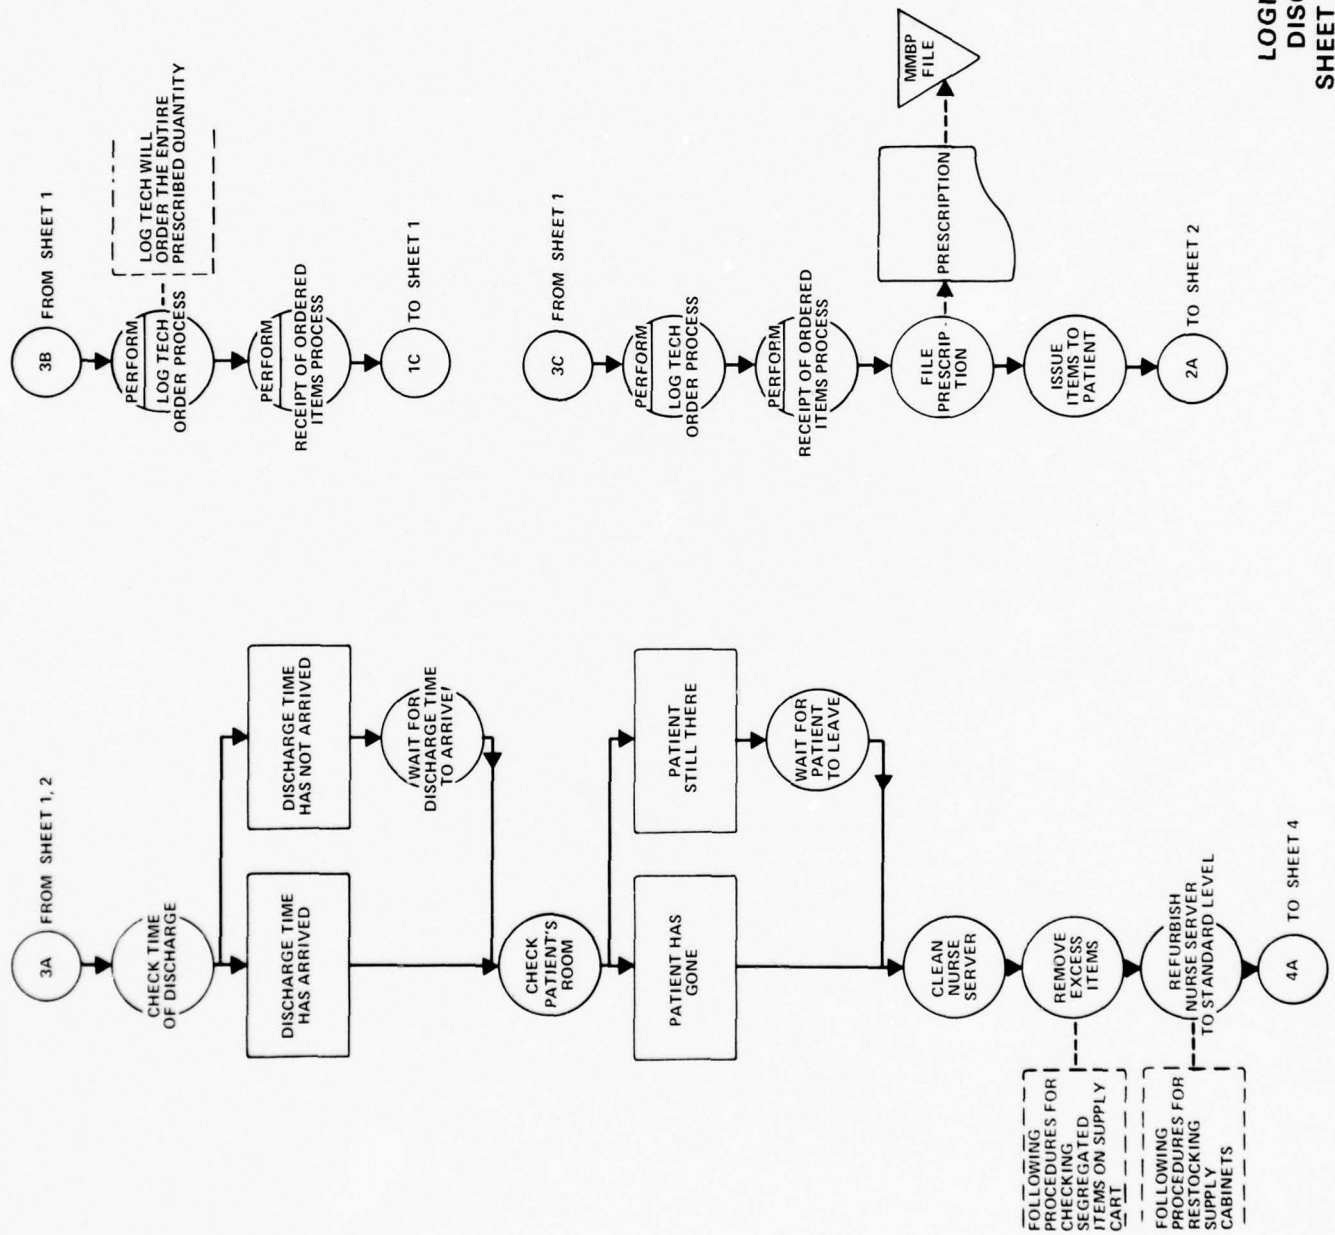 3A
FROM SHEET 1, 2
CHECK TIME
OF DISCHARGE
DISCHARGE TIME
HAS ARRIVED
DISCHARGE TIME
HAS NOT ARRIVED
WAIT FOR
DISCHARGE TIME
TO ARRIVE
CHECK
PATIENT'S
ROOM
PATIENT HAS
GONE
PATIENT
STILL THERE
WAIT FOR
PATIENT
TO LEAVE
CLEAN
NURSE
SERVER
REMOVE
EXCESS
ITEMS
FOLLOWING
PROCEDURES FOR
CHECKING
SEGREGATED
ITEMS ON SUPPLY
CART
REFURBISH
NURSE SERVER
TO STANDARD LEVEL
FOLLOWING
PROCEDURES FOR
RESTOCKING
SUPPLY
CABINETS
4A
TO SHEET 4
3B
FROM SHEET 1
PERFORM
LOG TECH
ORDER PROCESS
LOG TECH WILL
ORDER THE ENTIRE
PRESCRIBED QUANTITY
PERFORM
RECEIPT OF ORDERED
ITEMS PROCESS
1C
TO SHEET 1
3C
FROM SHEET 1
PERFORM
LOG TECH
ORDER PROCESS
PERFORM
RECEIPT OF ORDERED
ITEMS PROCESS
FILE
PRESCRIP
TION
PRESCRIPTION
MMBP
FILE
ISSUE
ITEMS TO
PATIENT
2A
TO SHEET 2
SHEET